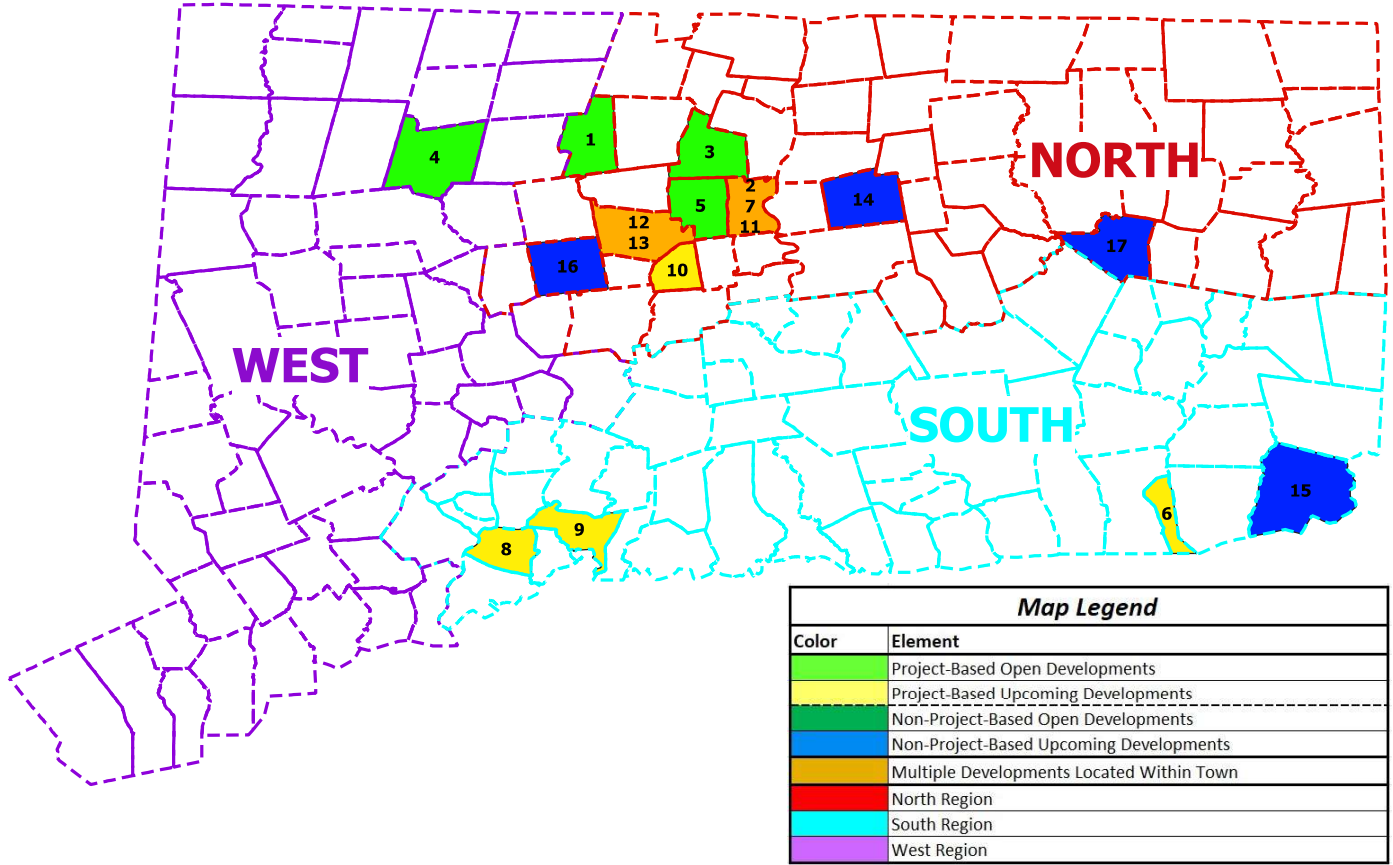 1
4
3
NORTH
2
5
7
14
11
12
13
17
16
10
WEST
SOUTH
15
6
9
8
Map Legend
Color Element
Project-Based Open Developments
Project-Based Upcoming Developments
Non-Project-Based Open Developments
Non-Project-Based Upcoming Developments
Multiple Developments Located Within Town
North Region
South Region
West Region